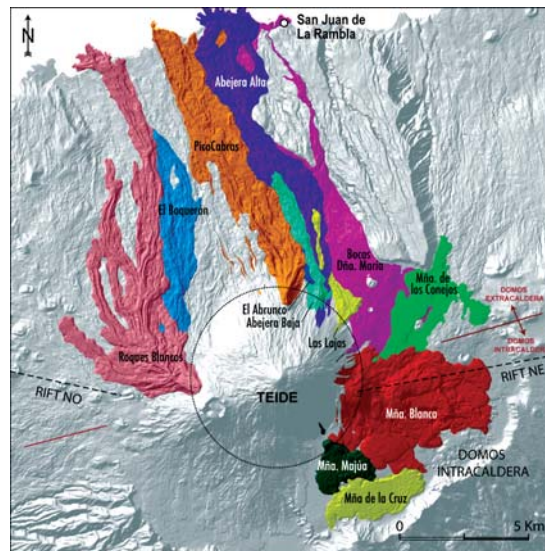 N
San Juan de
La Rambla
Abejera Alta
PicoCabras
El Boquerón
Bocas
Dña. María
Mña. de
los Conejos
DOMOS
EXTRACALDERA
DOMOS
INTRACALDERA
El Abrunco
Abejera Baja
Las Lajas
Roques Blancos
RIFT NO
RIFT NE
TEIDE
Mña. Blanca
DOMOS
INTRACALDERA
Mña. Majúa
Mña de la Cruz
0 5 Km